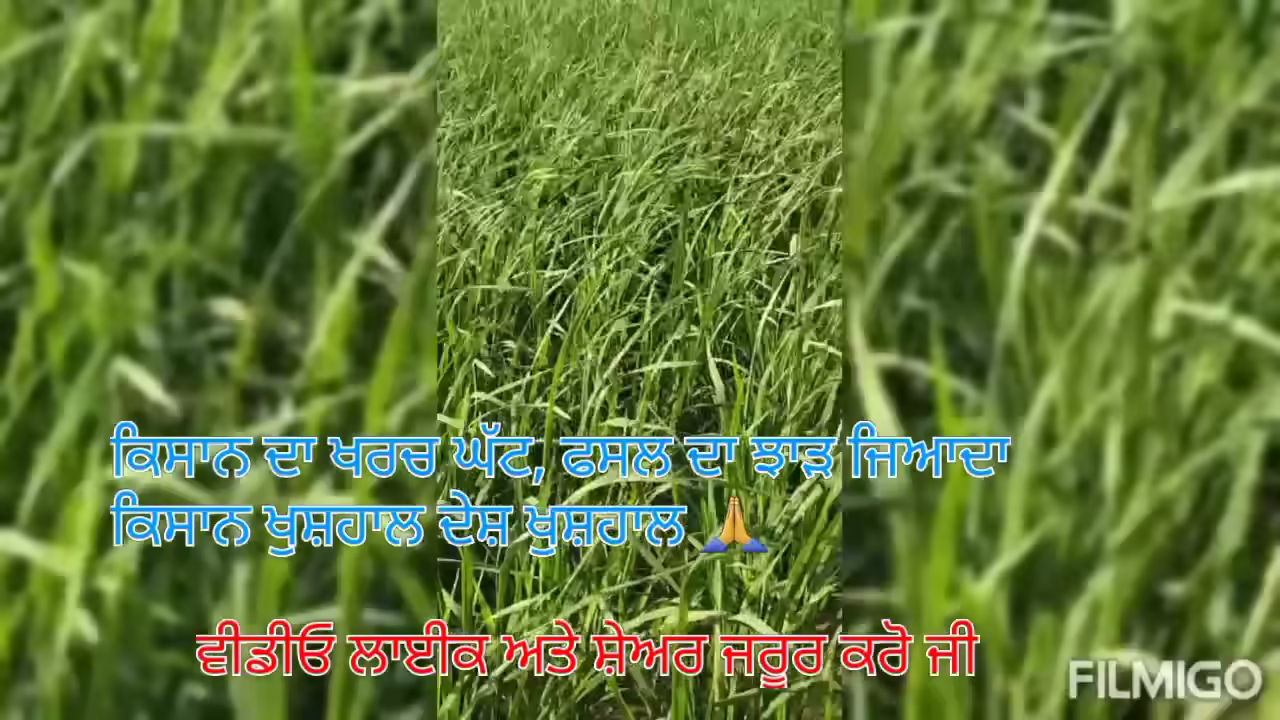 ਕਿਸਾਨ ਦਾ ਖਰਚ ਘੱਟ, ਫਸਲ ਦਾ ਝਾੜ ਜਿਆਦਾ
ਕਿਸਾਨ ਖੁਸ਼ਹਾਲ ਦੇਸ਼ ਖੁਸ਼ਹਾਲ 🙏
ਵੀਡੀਓ ਲਾਈਕ ਅਤੇ ਸ਼ੇਅਰ ਜਰੂਰ ਕਰੋ ਜੀ
FILMIGO